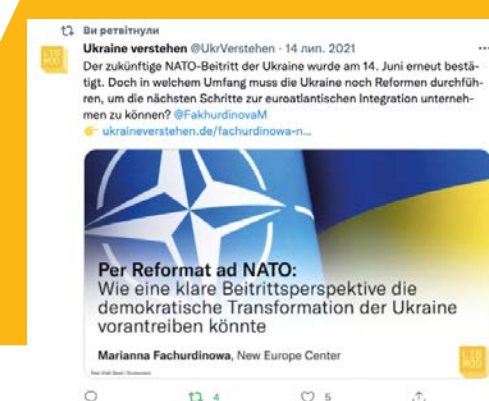 Ви ретвітнули
Ukraine verstehen @UkrVerstehen · 14 лип. 2021 ...
Der zukünftige NATO-Beitritt der Ukraine wurde am 14. Juni erneut bestä-
tigt. Doch in welchem Umfang muss die Ukraine noch Reformen durchfüh-
ren, um die nächsten Schritte zur euroatlantischen Integration unterneh-
men zu können? @FakhurdinovaM
👉 ukraineverstehen.de/fachurdinowa-n...
Per Reformat ad NATO:
Wie eine klare Beitrittsperspektive die
demokratische Transformation der Ukraine
vorantreiben könnte
Marianna Fachurdinowa, New Europe Center
LIB
MOD
4 5